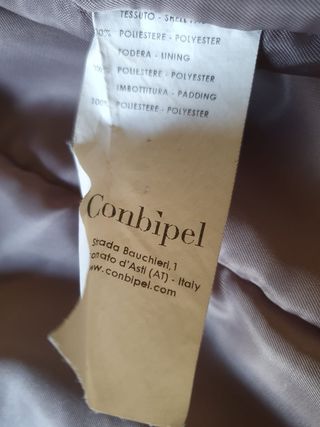 TESSUTO - SHELL
POLIESTERE - POLYESTER
FODERA - LINING
POLIESTERE - POLYESTER
IMBOTTITURA - PADDING
100% POLIESTERE - POLYESTER
Conbipel
Strada Bauchieri, 1
d'Asti (AT) - Italy
www.conbipel.com